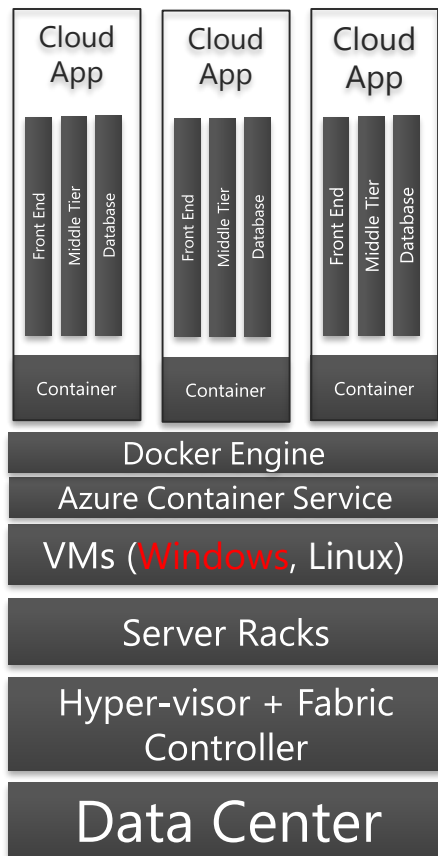 Cloud
App
Front End
Middle Tier
Database
Container
Cloud
App
Front End
Middle Tier
Database
Container
Cloud
App
Front End
Middle Tier
Database
Container
Docker Engine
Azure Container Service
VMs (Windows, Linux)
Server Racks
Hyper-visor + Fabric
Controller
Data Center